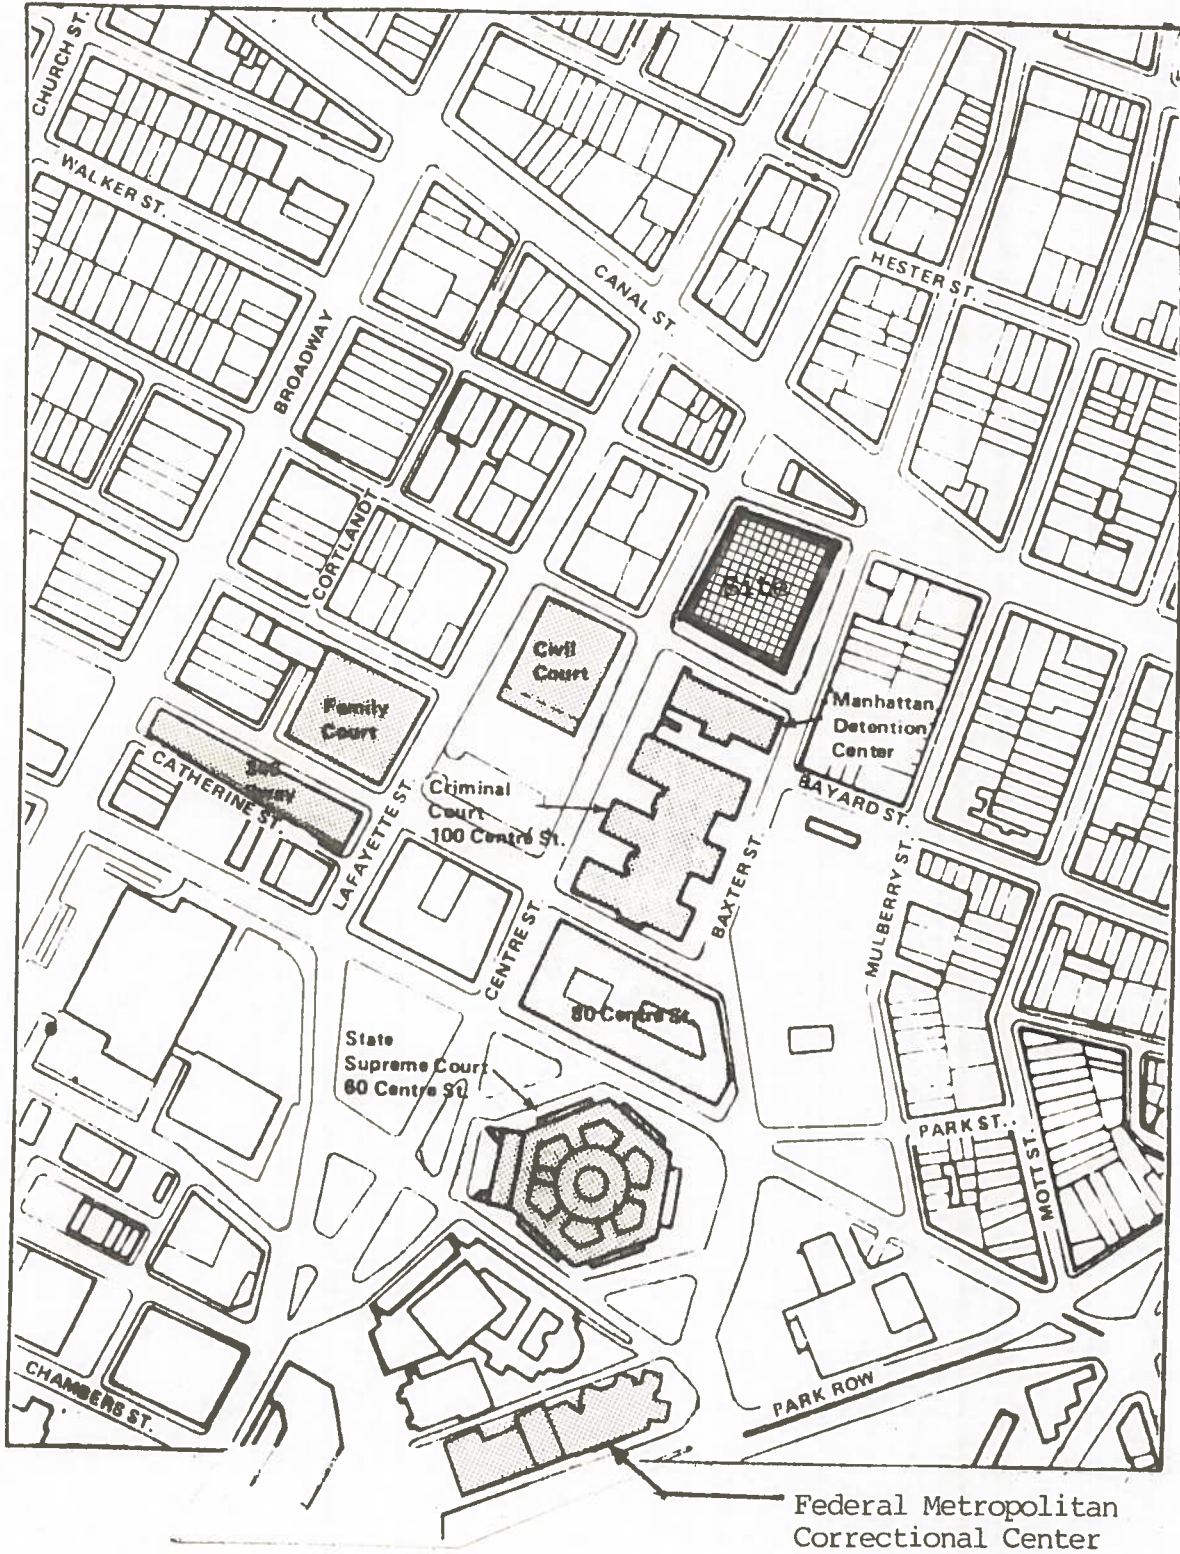 CHURCH ST.
WALKER ST.
BROADWAY
CANAL ST.
HESTER ST.
CORTLANDT
Site
Civil
Court
Family
Court
Manhattan
Detention
Center
CATHERINE ST.
LAFAYETTE ST.
Criminal
Court
100 Centre St.
BAYARD ST.
BAXTER ST.
MULBERRY ST.
CENTRE ST.
80 Centre St.
State
Supreme Court
60 Centre St.
PARK ST.
MOTT ST.
CHAMBERS ST.
PARK ROW
Federal Metropolitan
Correctional Center